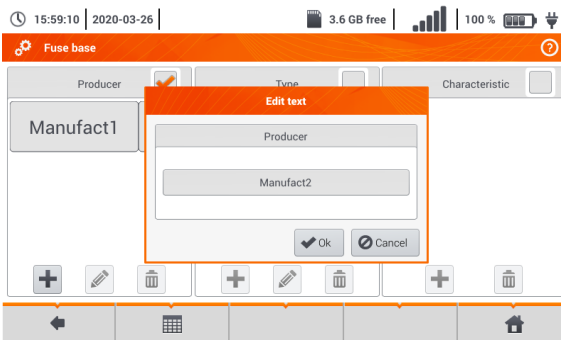 15:59:10 2020-03-26 3.6 GB free 100 %
Fuse base ?
Producer Type Characteristic
Edit text
Manufact1 Producer
Manufact2
Ok Cancel